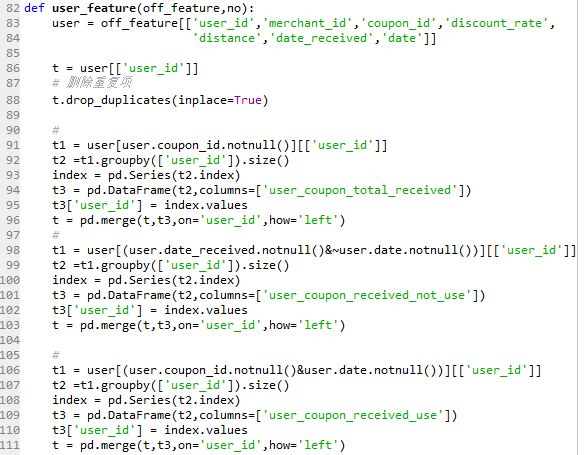 82 def user_feature(off_feature,no):
83     user = off_feature[['user_id','merchant_id','coupon_id','discount_rate',
84                         'distance','date_received','date']]
85
86     t = user[['user_id']]
87     # 删除重复项
88     t.drop_duplicates(inplace=True)
89
90     #
91     t1 = user[user.coupon_id.notnull()][['user_id']]
92     t2 =t1.groupby(['user_id']).size()
93     index = pd.Series(t2.index)
94     t3 = pd.DataFrame(t2,columns=['user_coupon_total_received'])
95     t3['user_id'] = index.values
96     t = pd.merge(t,t3,on='user_id',how='left')
97     #
98     t1 = user[(user.date_received.notnull()&~user.date.notnull())][['user_id']]
99     t2 =t1.groupby(['user_id']).size()
100     index = pd.Series(t2.index)
101     t3 = pd.DataFrame(t2,columns=['user_coupon_received_not_use'])
102     t3['user_id'] = index.values
103     t = pd.merge(t,t3,on='user_id',how='left')
104
105     #
106     t1 = user[(user.coupon_id.notnull()&user.date.notnull())][['user_id']]
107     t2 =t1.groupby(['user_id']).size()
108     index = pd.Series(t2.index)
109     t3 = pd.DataFrame(t2,columns=['user_coupon_received_use'])
110     t3['user_id'] = index.values
111     t = pd.merge(t,t3,on='user_id',how='left')